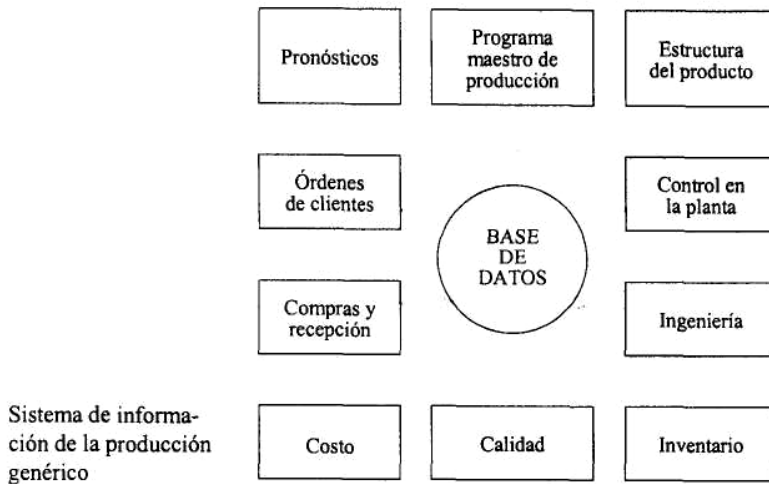 Pronósticos
Programa
maestro de
producción
Estructura
del producto
Órdenes
de clientes
Control en
la planta
BASE
DE
DATOS
Compras y
recepción
Ingeniería
Sistema de informa-
ción de la producción
genérico
Costo
Calidad
Inventario